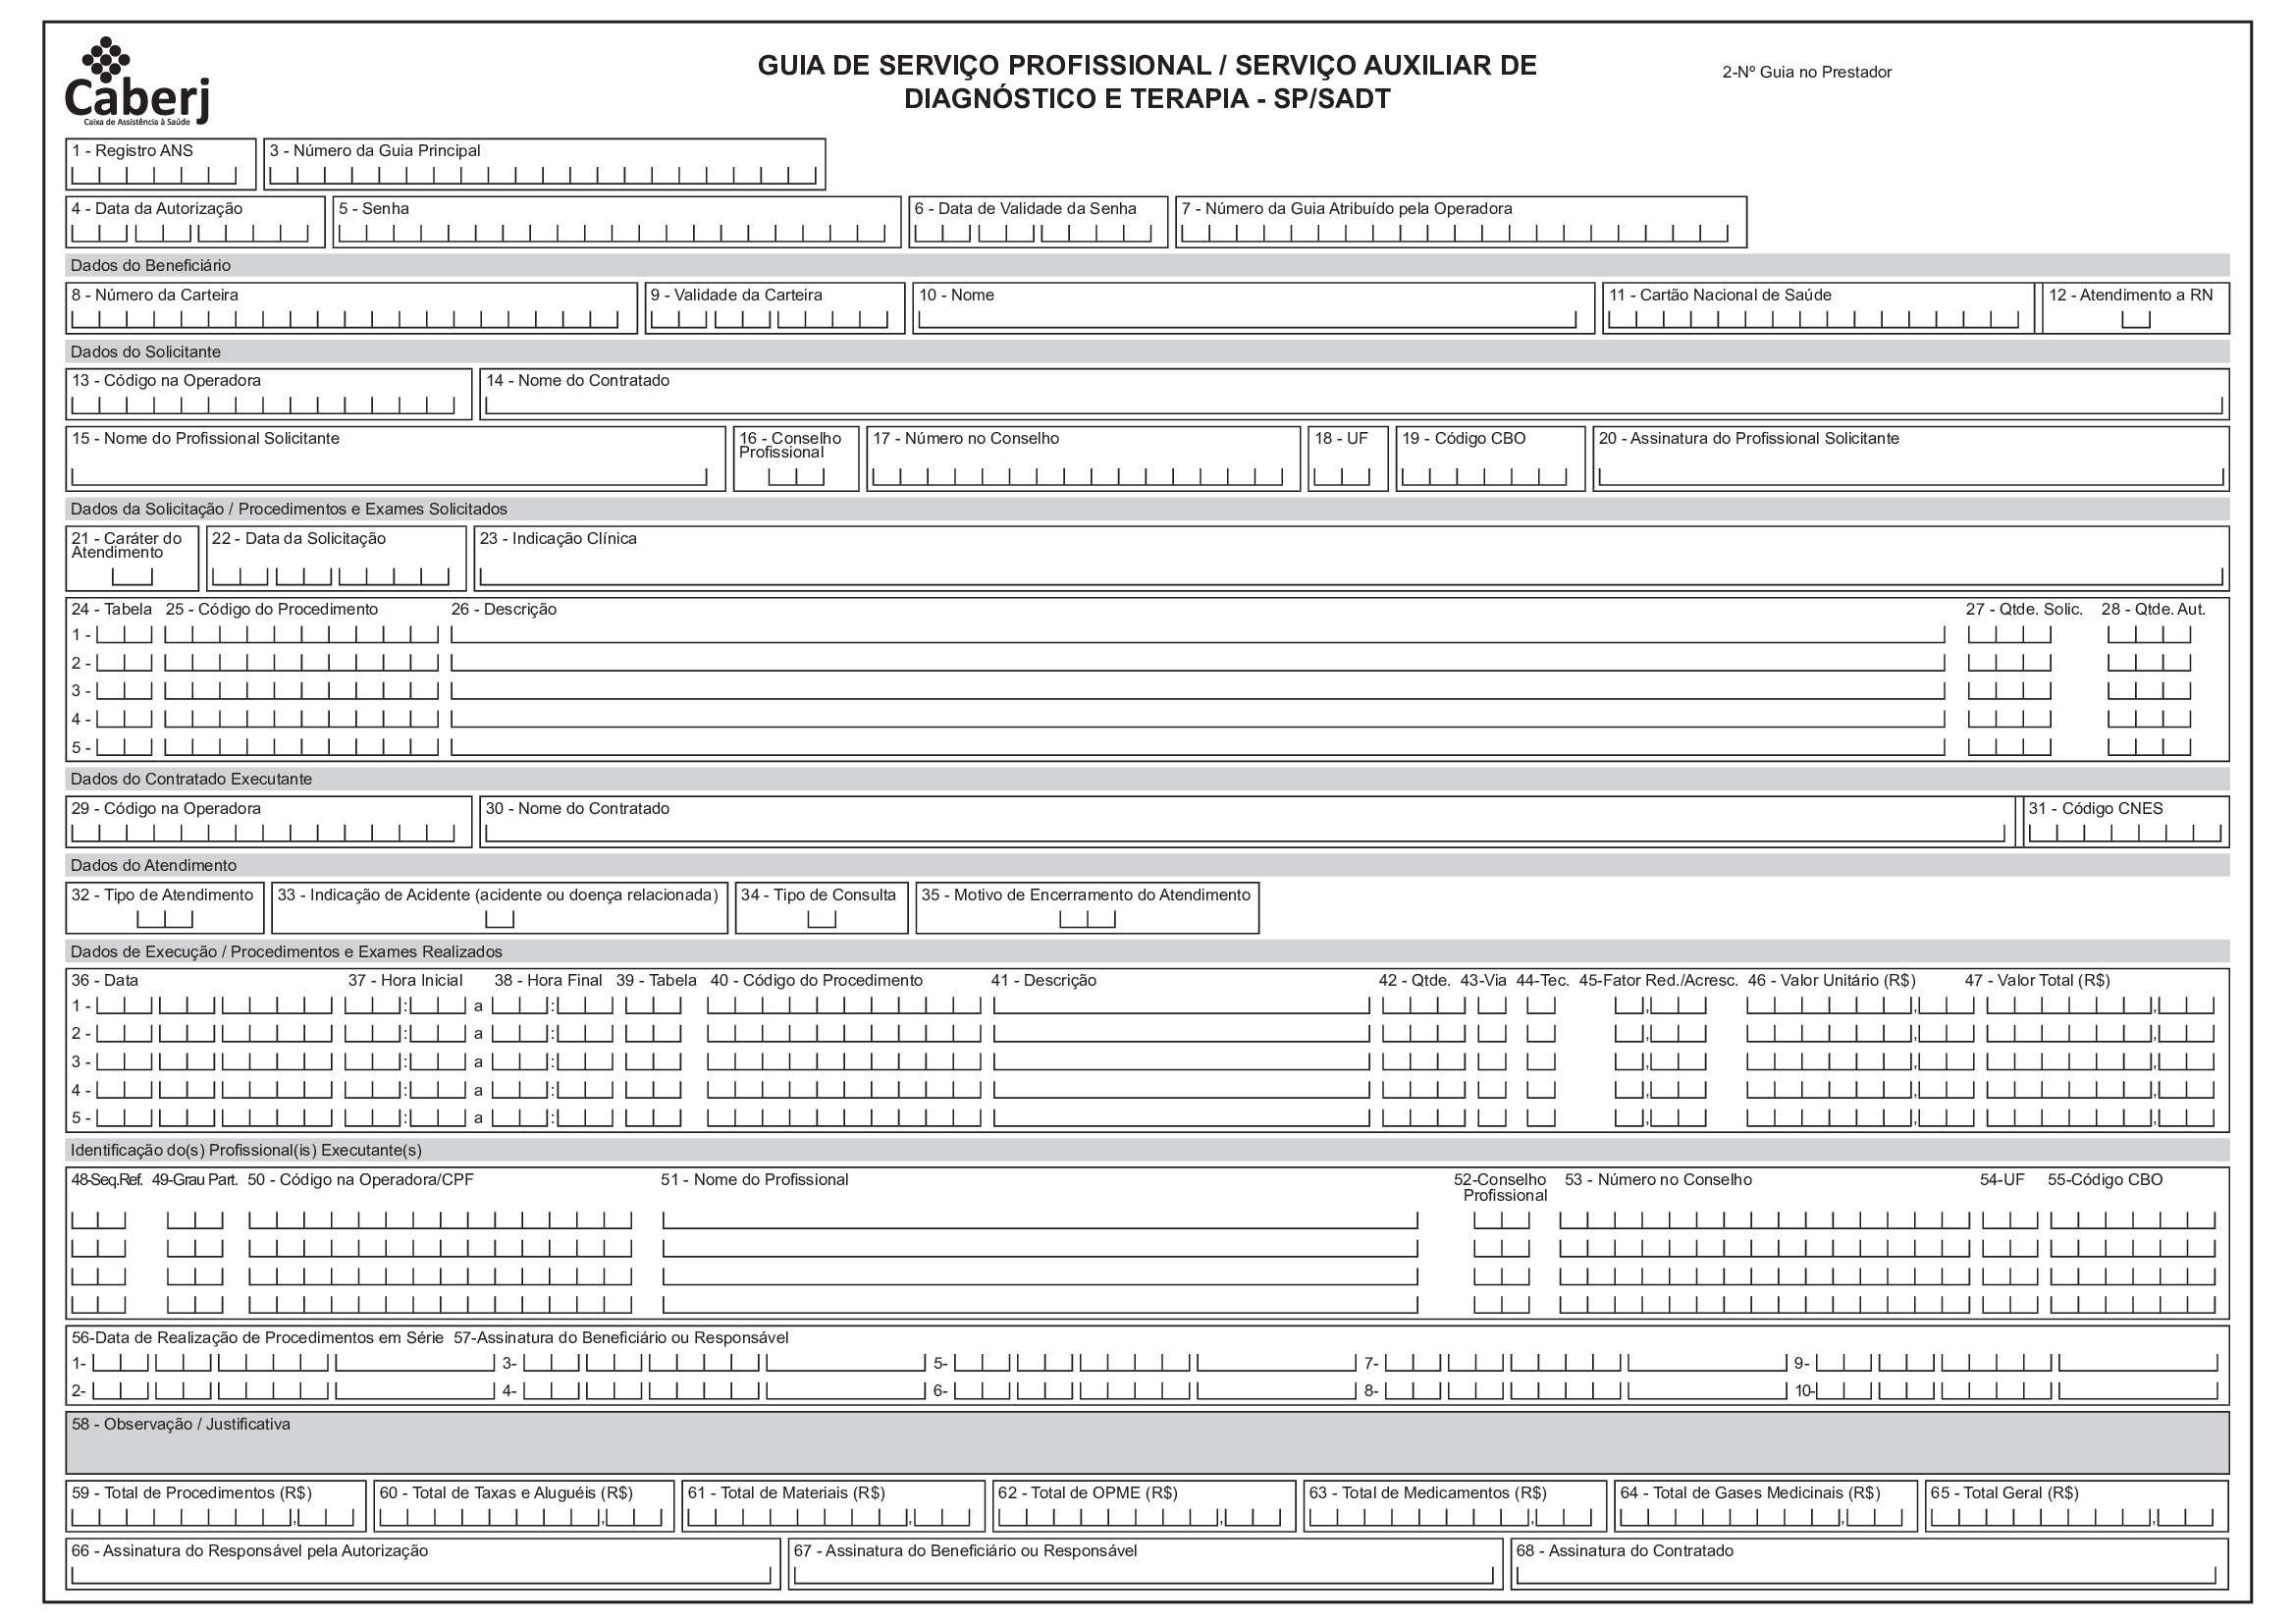 Caberj
Caixa de Assistência à Saúde
GUIA DE SERVIÇO PROFISSIONAL / SERVIÇO AUXILIAR DE
DIAGNÓSTICO E TERAPIA - SP/SADT
2-Nº Guia no Prestador
1 - Registro ANS 3 - Número da Guia Principal
4 - Data da Autorização 5 - Senha 6 - Data de Validade da Senha 7 - Número da Guia Atribuído pela Operadora
Dados do Beneficiário
8 - Número da Carteira 9 - Validade da Carteira 10 - Nome 11 - Cartão Nacional de Saúde 12 - Atendimento a RN
Dados do Solicitante
13 - Código na Operadora 14 - Nome do Contratado
15 - Nome do Profissional Solicitante 16 - Conselho Profissional 17 - Número no Conselho 18 - UF 19 - Código CBO 20 - Assinatura do Profissional Solicitante
Dados da Solicitação / Procedimentos e Exames Solicitados
21 - Caráter do Atendimento 22 - Data da Solicitação 23 - Indicação Clínica
24 - Tabela 25 - Código do Procedimento 26 - Descrição 27 - Qtde. Solic. 28 - Qtde. Aut.
1 -
2 -
3 -
4 -
5 -
Dados do Contratado Executante
29 - Código na Operadora 30 - Nome do Contratado 31 - Código CNES
Dados do Atendimento
32 - Tipo de Atendimento 33 - Indicação de Acidente (acidente ou doença relacionada) 34 - Tipo de Consulta 35 - Motivo de Encerramento do Atendimento
Dados de Execução / Procedimentos e Exames Realizados
36 - Data 37 - Hora Inicial 38 - Hora Final 39 - Tabela 40 - Código do Procedimento 41 - Descrição 42 - Qtde. 43-Via 44-Tec. 45-Fator Red./Acresc. 46 - Valor Unitário (R$) 47 - Valor Total (R$)
1 - : a : , , ,
2 - : a : , , ,
3 - : a : , , ,
4 - : a : , , ,
5 - : a : , , ,
Identificação do(s) Profissional(is) Executante(s)
48-Seq.Ref. 49-Grau Part. 50 - Código na Operadora/CPF 51 - Nome do Profissional 52-Conselho Profissional 53 - Número no Conselho 54-UF 55-Código CBO
56-Data de Realização de Procedimentos em Série 57-Assinatura do Beneficiário ou Responsável
1- 3- 5- 7- 9-
2- 4- 6- 8- 10-
58 - Observação / Justificativa
59 - Total de Procedimentos (R$) 60 - Total de Taxas e Aluguéis (R$) 61 - Total de Materiais (R$) 62 - Total de OPME (R$) 63 - Total de Medicamentos (R$) 64 - Total de Gases Medicinais (R$) 65 - Total Geral (R$)
, , , , , , ,
66 - Assinatura do Responsável pela Autorização 67 - Assinatura do Beneficiário ou Responsável 68 - Assinatura do Contratado